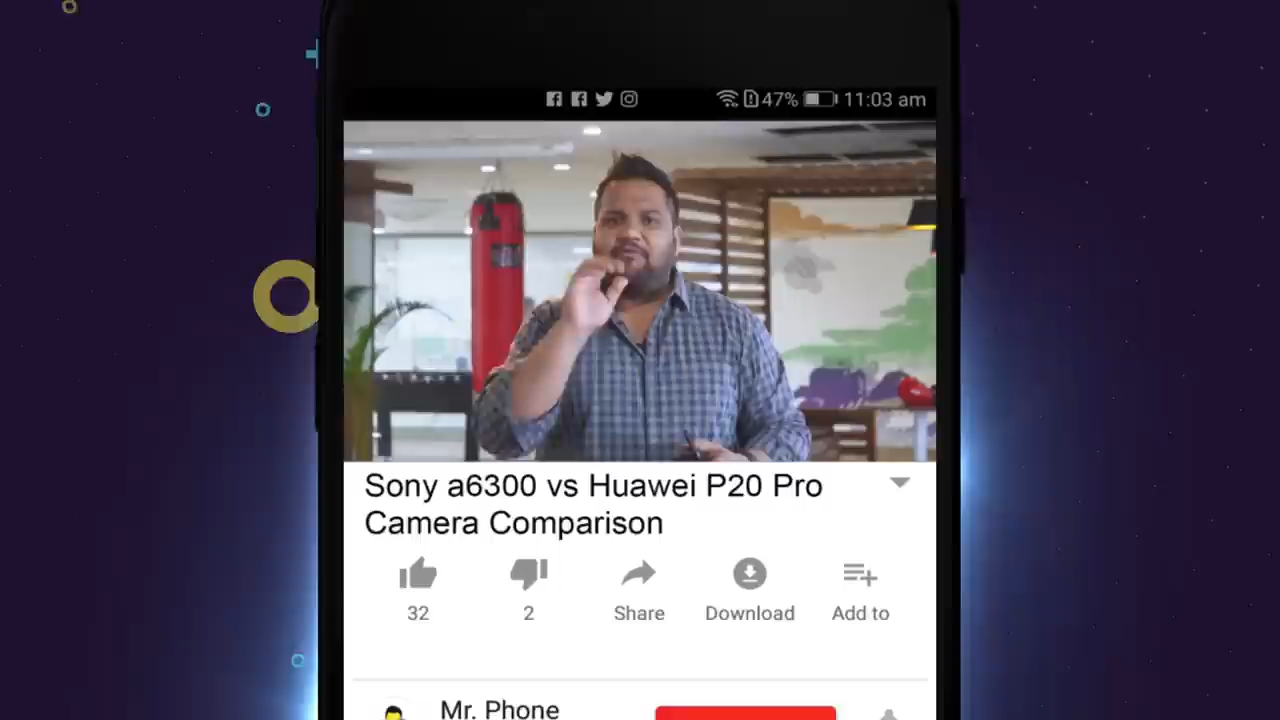 47% 11:03 am
Sony a6300 vs Huawei P20 Pro
Camera Comparison
32 2 Share Download Add to
Mr. Phone